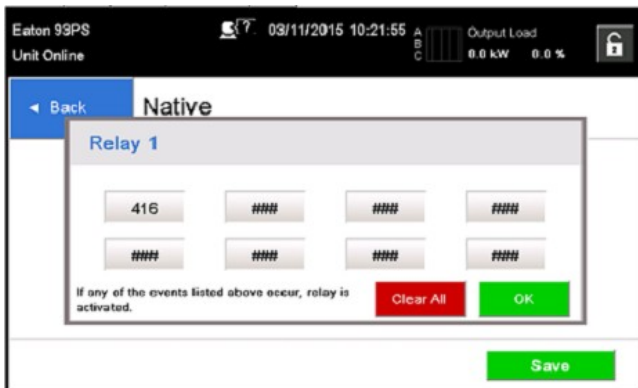 Eaton 93PS
Unit Online
? 03/11/2015 10:21:55
A
B
C
Output Load
0.0 kW 0.0 %
2
◄ Back
Native
Relay 1
416 ### ### ###
### ### ### ###
If any of the events listed above occur, relay is
activated.
Clear All
OK
Save